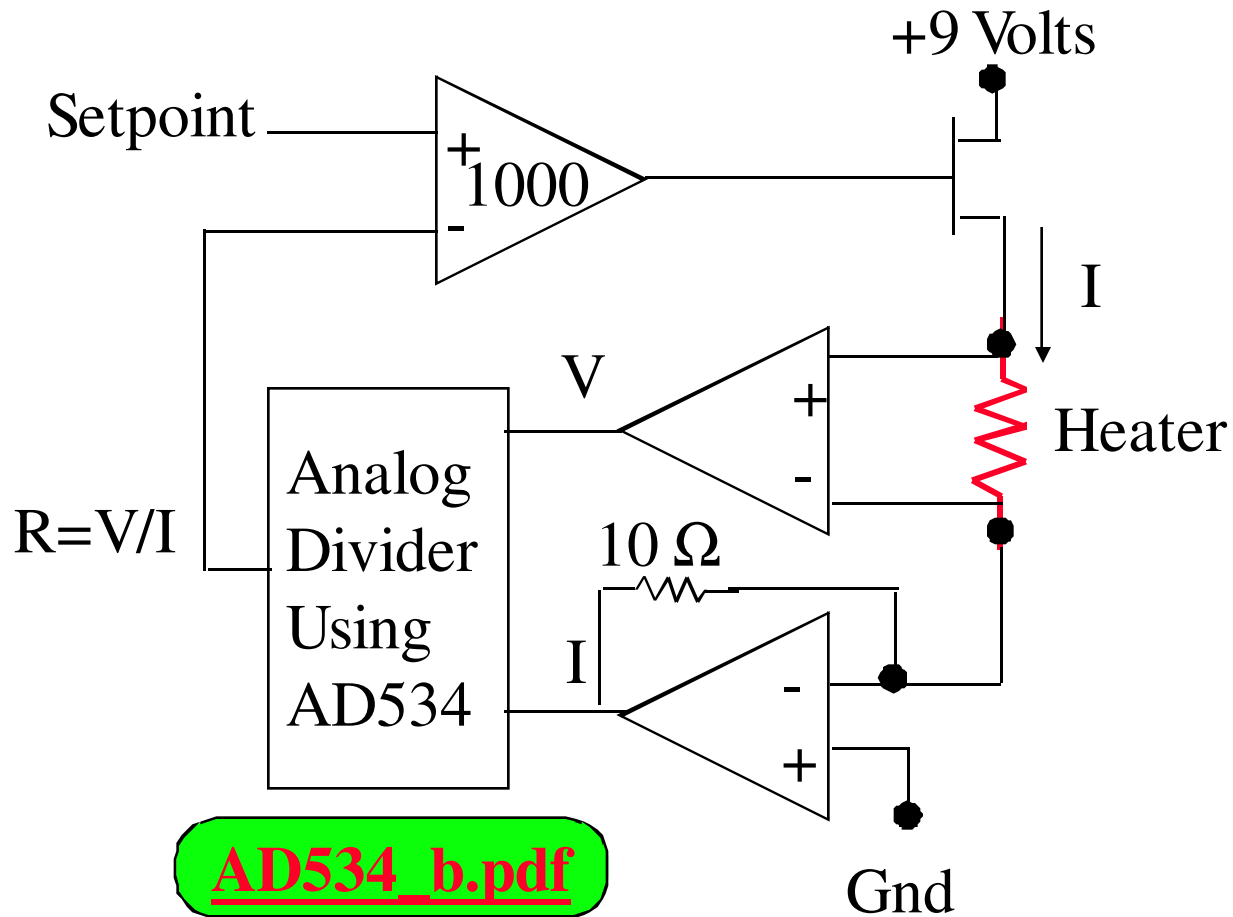 +9 Volts
Setpoint
+
1000
-
I
V
+
Heater
-
Analog
Divider
Using
AD534
R=V/I
10 Ω
I
-
+
AD534_b.pdf
Gnd